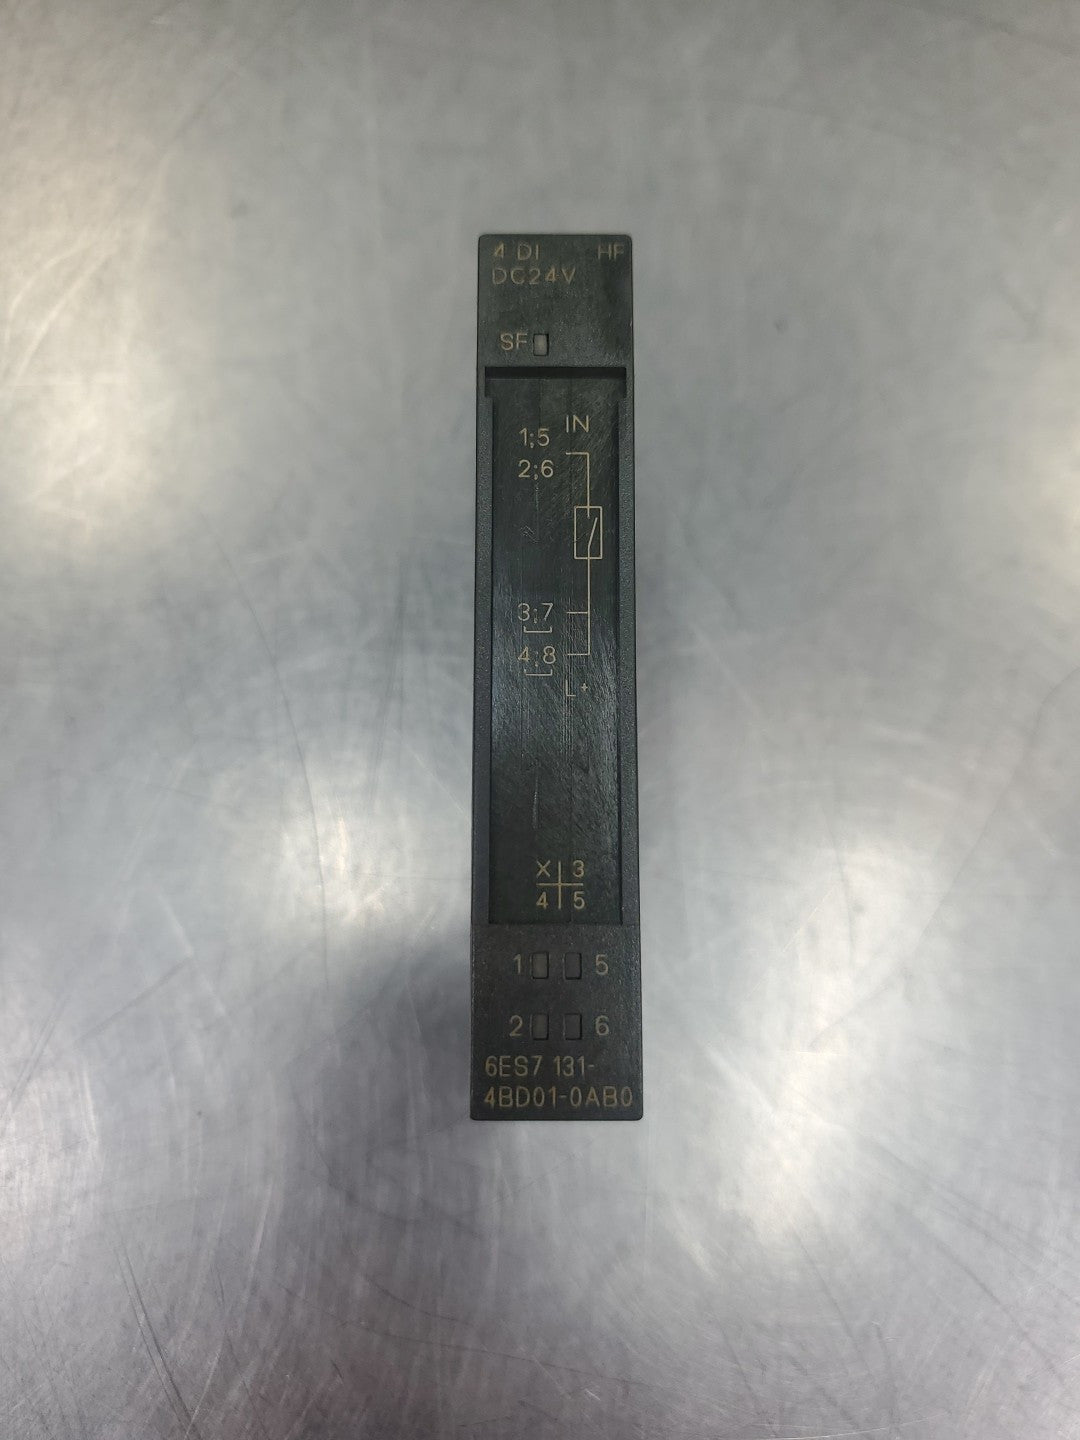 4 DI HF
DC24V
SF
IN
1;5
2;6
3;7
4;8
L+
X 3
4 5
1 5
2 6
6ES7 131-
4BD01-0AB0